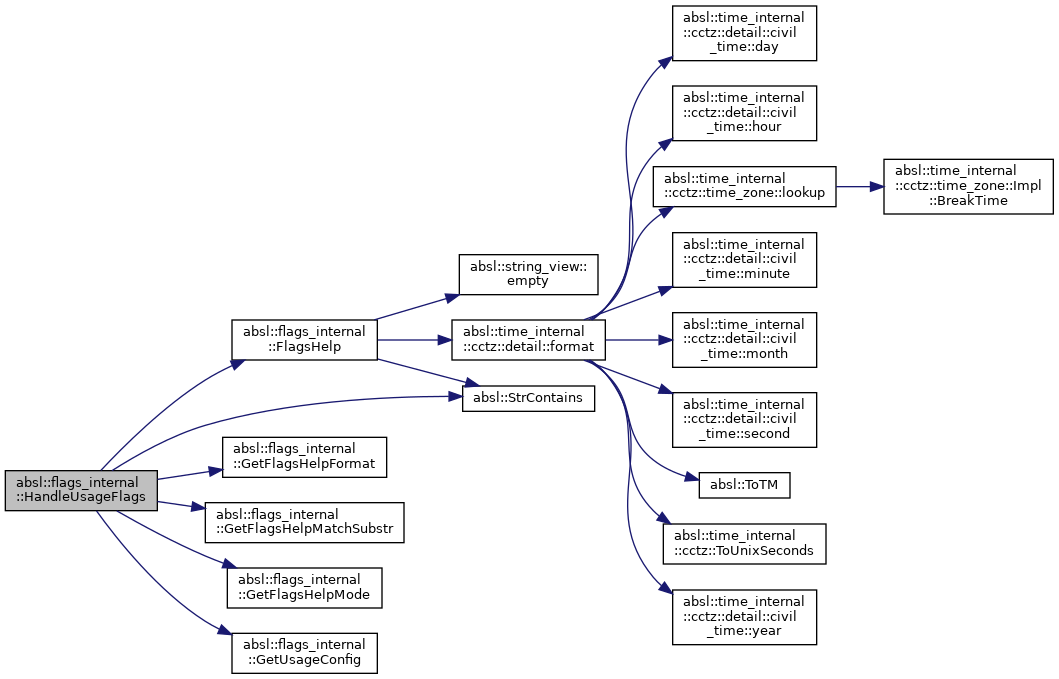 absl::flags_internal
::HandleUsageFlags
absl::flags_internal
::FlagsHelp
absl::string_view::
empty
absl::time_internal
::cctz::detail::format
absl::time_internal
::cctz::detail::civil
_time::day
absl::time_internal
::cctz::detail::civil
_time::hour
absl::time_internal
::cctz::time_zone::lookup
absl::time_internal
::cctz::time_zone::Impl
::BreakTime
absl::time_internal
::cctz::detail::civil
_time::minute
absl::time_internal
::cctz::detail::civil
_time::month
absl::time_internal
::cctz::detail::civil
_time::second
absl::ToTM
absl::time_internal
::cctz::ToUnixSeconds
absl::time_internal
::cctz::detail::civil
_time::year
absl::StrContains
absl::flags_internal
::GetFlagsHelpFormat
absl::flags_internal
::GetFlagsHelpMatchSubstr
absl::flags_internal
::GetFlagsHelpMode
absl::flags_internal
::GetUsageConfig